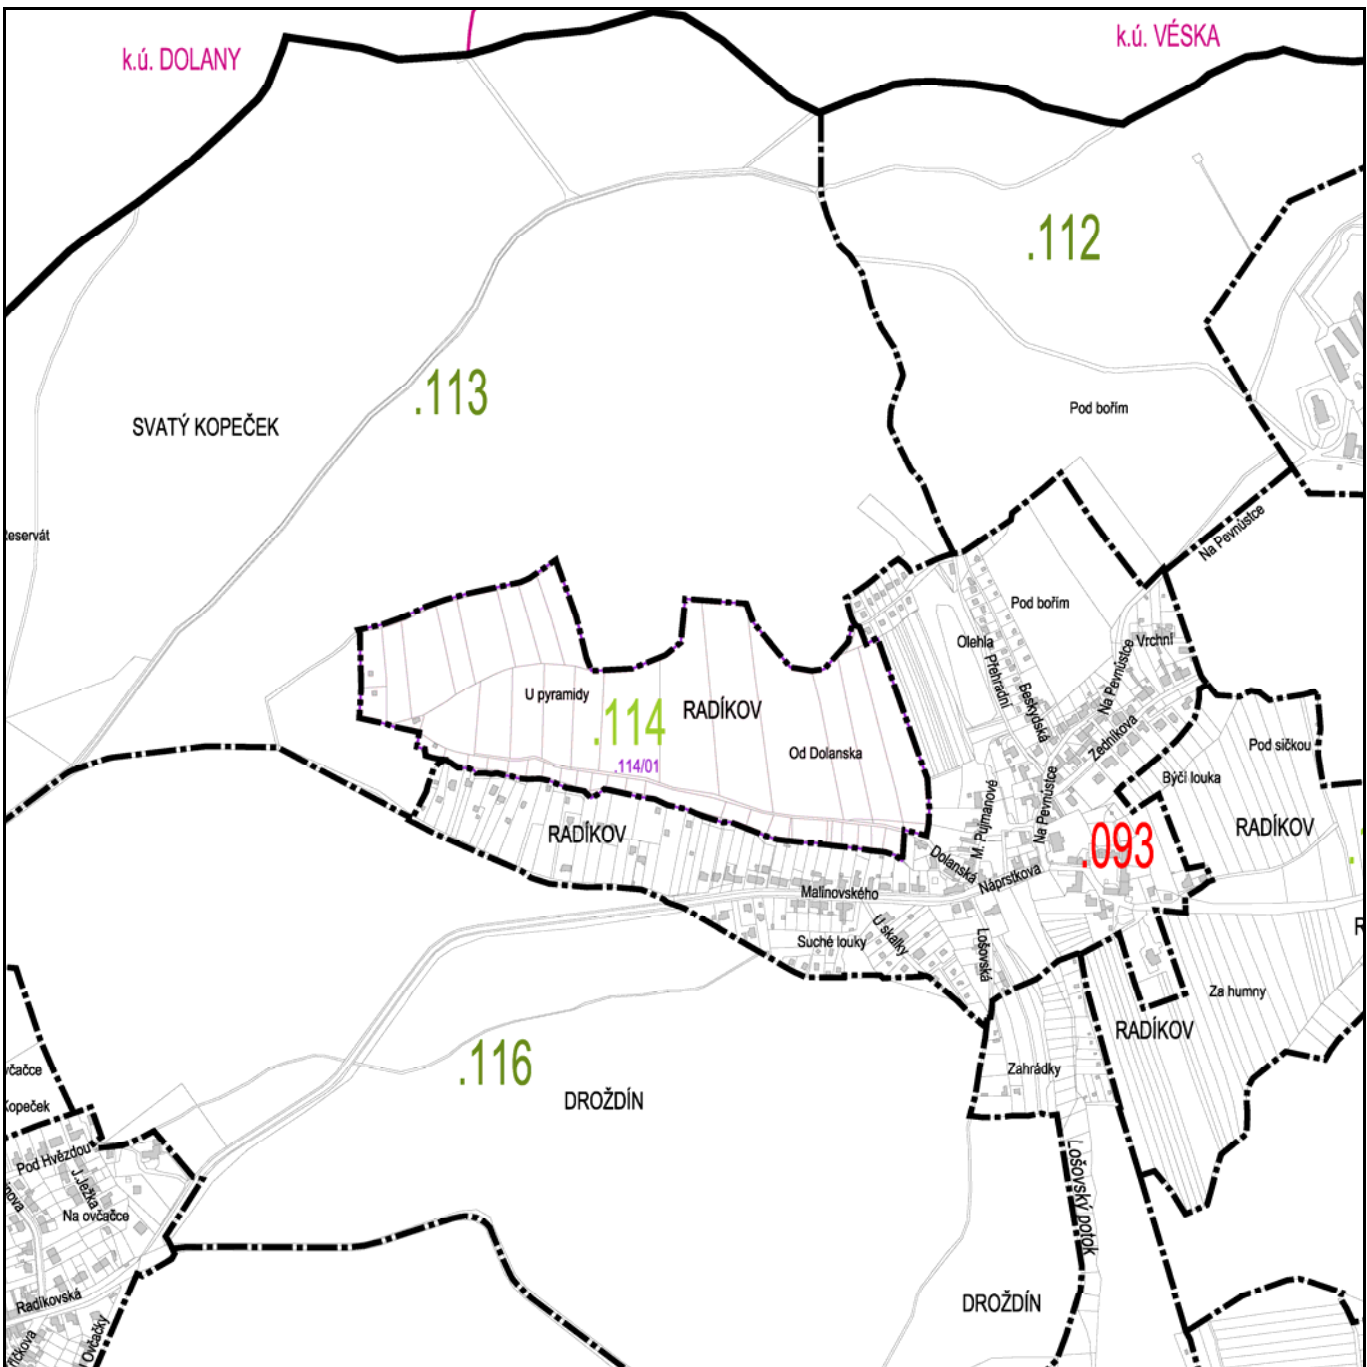 k.ú. DOLANY
k.ú. VÉSKA
.112
.113
Pod bořím
SVATÝ KOPEČEK
Na Pevnůstce
Pod bořím
Olehla
Vrchní
Přehradní
Na Pevnůstce
Beskydská
U pyramidy
.114
RADÍKOV
Zedníkova
Pod sičkou
Od Dolanska
.114/01
Býčí louka
Na Pevnůstce
M. Pujmanové
RADÍKOV
RADÍKOV
.093
Dolanská
Náprstkova
Malinovského
U skalky
Suché louky
Lošovská
Za humny
RADÍKOV
.116
Zahrádky
DROŽDÍN
Kopeček
Pod Hvězdou
J.Ježka
Na ovčačce
Lošovský potok
Radíkovská
DROŽDÍN